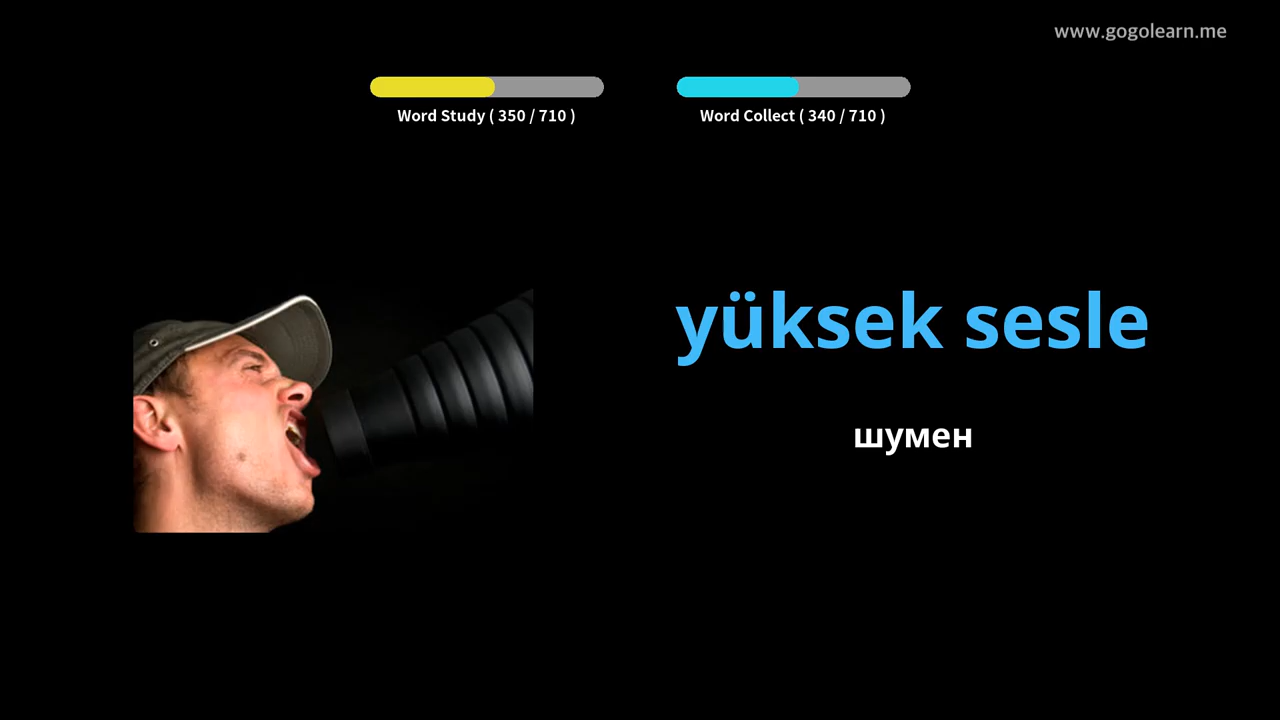 www.gogolearn.me
Word Study ( 350 / 710 )
Word Collect ( 340 / 710 )
yüksek sesle
шумен